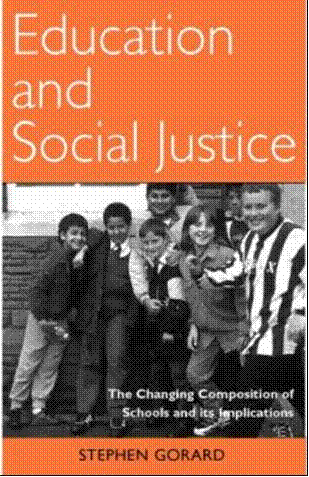 Education
and
Social Justice
The Changing Composition of
Schools and its Implications
STEPHEN GORARD